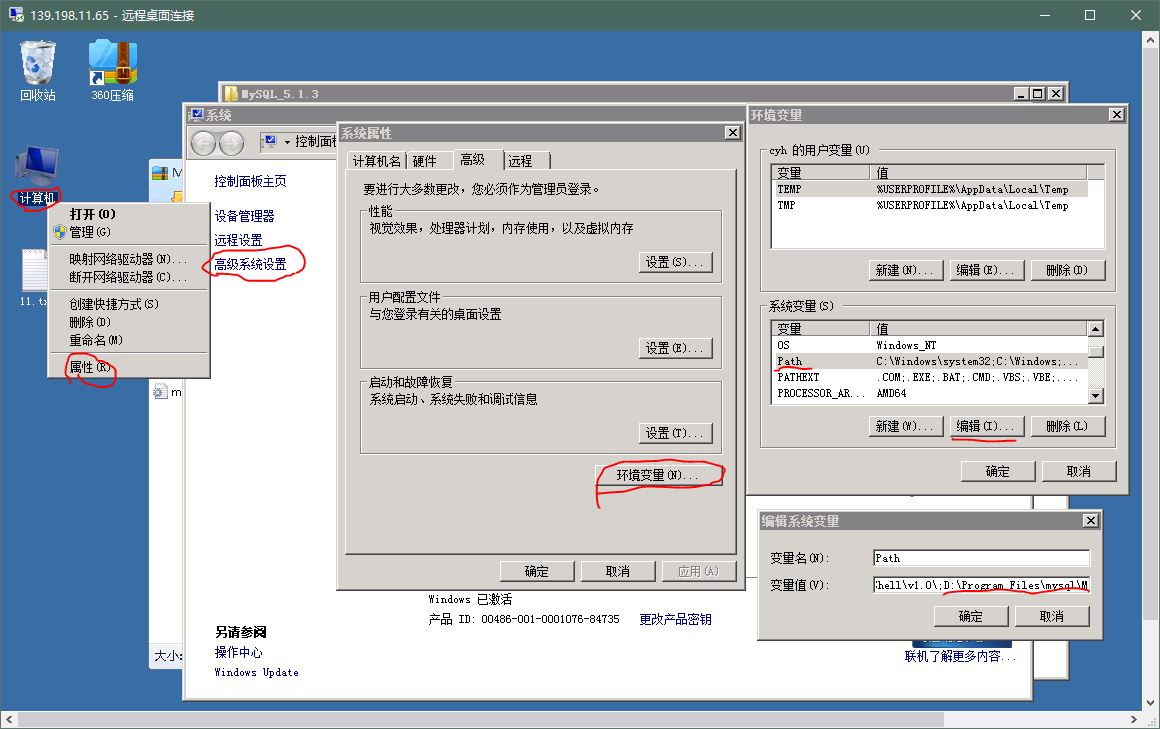 139.198.11.65 - 远程桌面连接
回收站
360压缩
计算机
打开(O)
管理(G)
映射网络驱动器(N)...
断开网络驱动器(C)...
创建快捷方式(S)
删除(D)
重命名(M)
属性(R)
11.tx
M
m
大小:
MySQL_5.1.3
系统
控制面板
控制面板主页
设备管理器
远程设置
高级系统设置
另请参阅
操作中心
Windows Update
Windows 已激活
产品 ID: 00486-001-0001076-84735
更改产品密钥
联机了解更多内容...
系统属性
计算机名
硬件
高级
远程
要进行大多数更改，您必须作为管理员登录。
性能
视觉效果，处理器计划，内存使用，以及虚拟内存
设置(S)...
用户配置文件
与您登录有关的桌面设置
设置(E)...
启动和故障恢复
系统启动、系统失败和调试信息
设置(T)...
环境变量(N)...
确定
取消
应用(A)
环境变量
cyh 的用户变量(U)
变量 值
TEMP %USERPROFILE%\AppData\Local\Temp
TMP %USERPROFILE%\AppData\Local\Temp
新建(N)...
编辑(E)...
删除(D)
系统变量(S)
变量 值
OS Windows_NT
Path C:\Windows\system32;C:\Windows;...
PATHEXT .COM;.EXE;.BAT;.CMD;.VBS;.VBE;....
PROCESSOR_AR... AMD64
新建(W)...
编辑(I)...
删除(L)
确定
取消
编辑系统变量
变量名(N):
Path
变量值(V):
hell\v1.0\;D:\Program Files\mysql\M
确定
取消